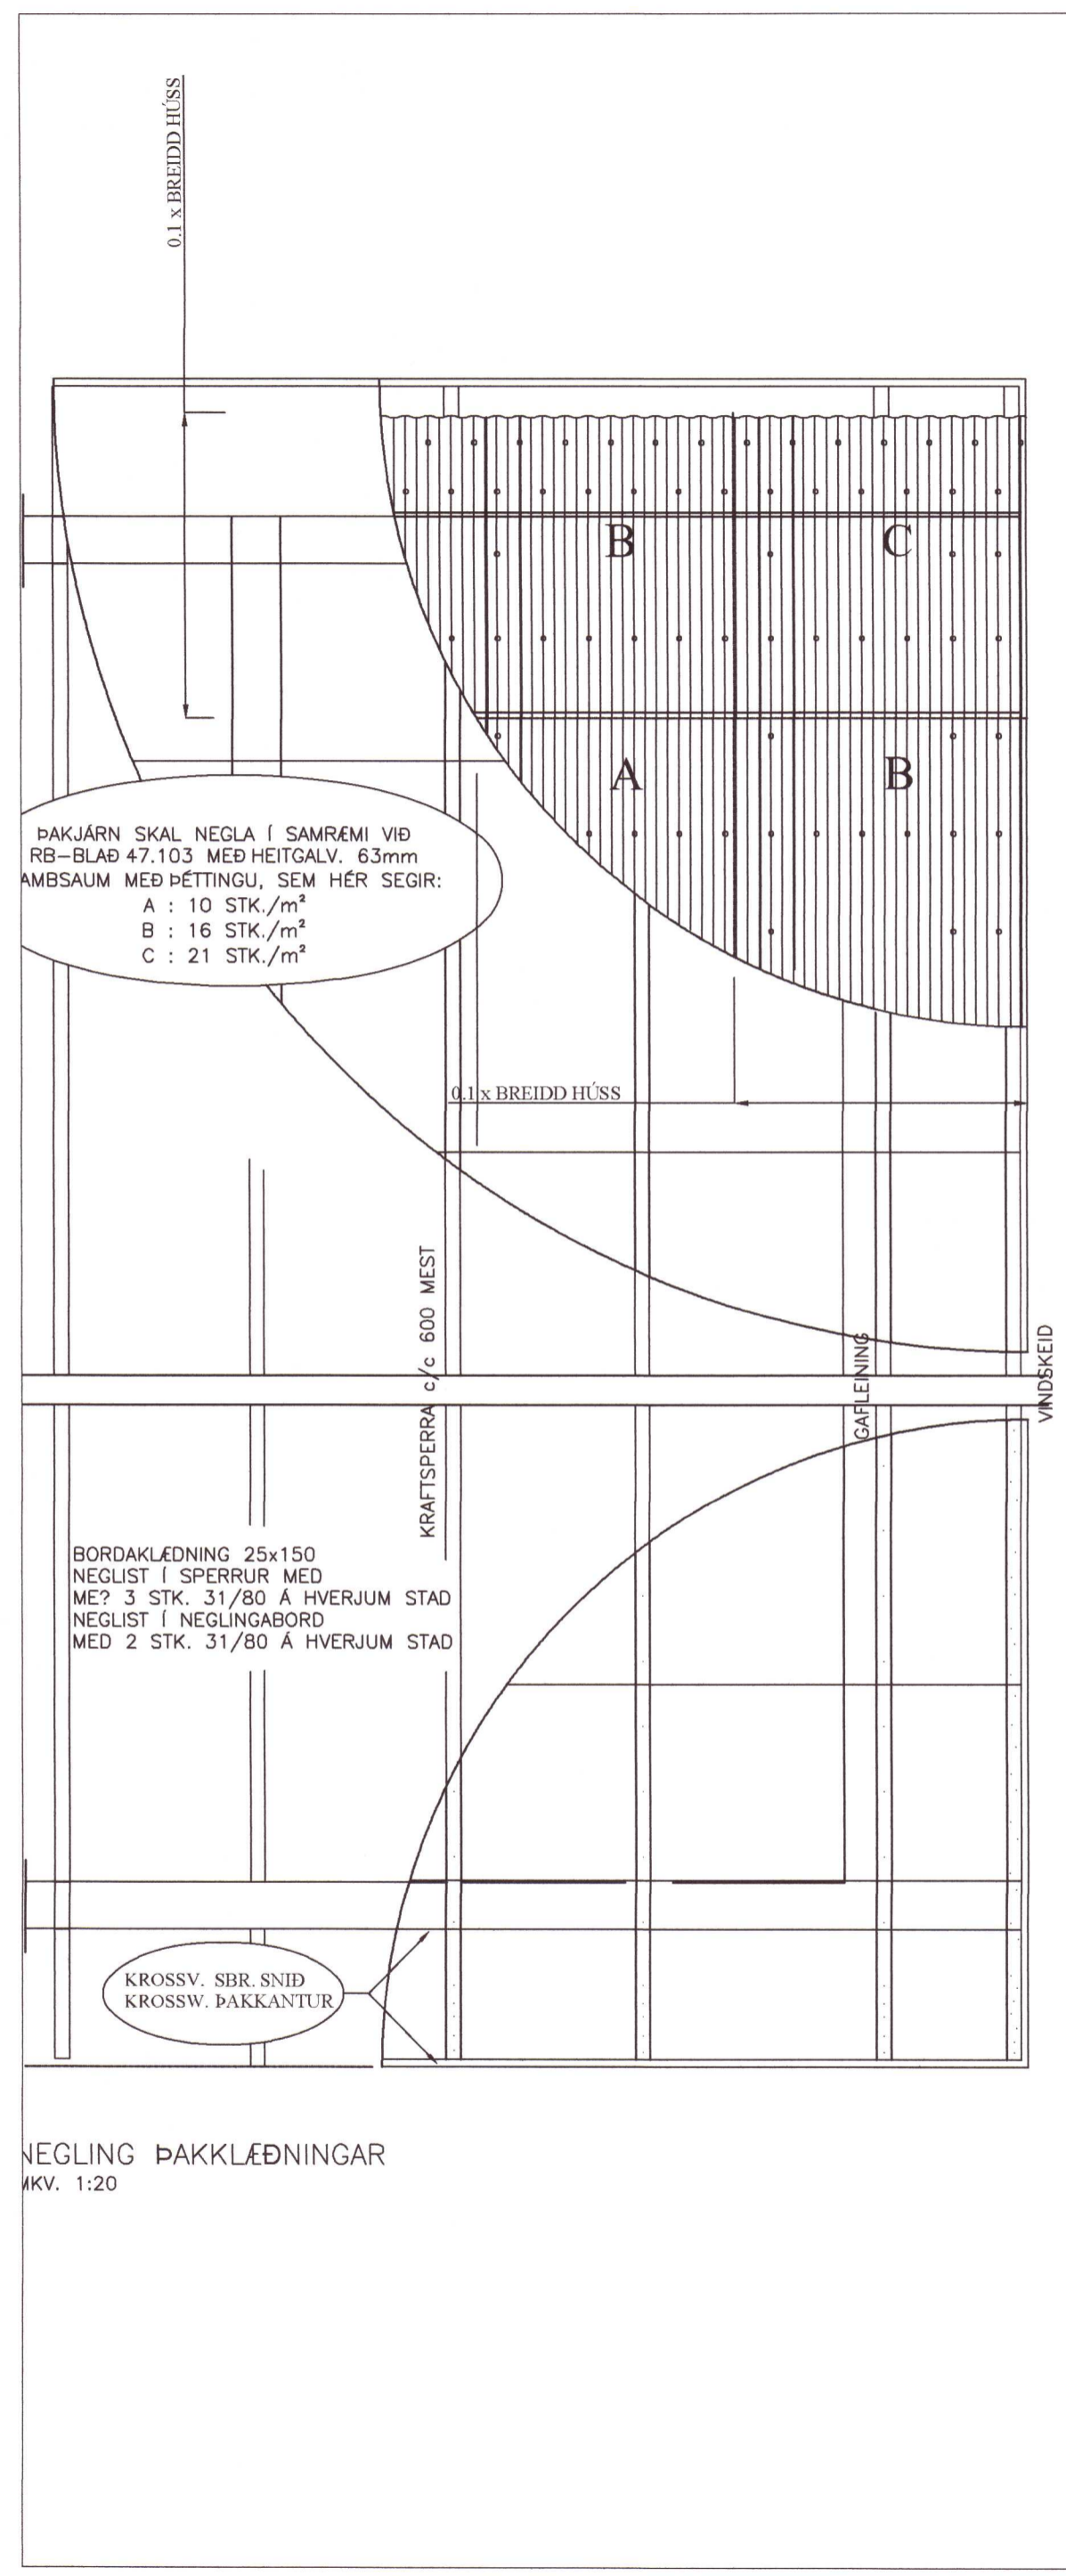 0.1 x BREIDD HÚSS
B
C
A
B
ÞAKJÁRN SKAL NEGLA Í SAMRÆMI VIÐ
RB-BLAÐ 47.103 MEÐ HEITGALV. 63mm
AMBSAUM MEÐ ÞÉTTINGU, SEM HÉR SEGIR:
A : 10 STK./m²
B : 16 STK./m²
C : 21 STK./m²
0.1 x BREIDD HÚSS
KRAFTSPERRA c/c 600 MEST
GAFLEINING
VINDSKEID
BORDAKLÆDNING 25x150
NEGLIST Í SPERRUR MED
ME? 3 STK. 31/80 Á HVERJUM STAD
NEGLIST Í NEGLINGABORD
MED 2 STK. 31/80 Á HVERJUM STAD
KROSSV. SBR. SNIÐ
KROSSW. ÞAKKANTUR
NEGLING ÞAKKLÆÐNINGAR
MKV. 1:20